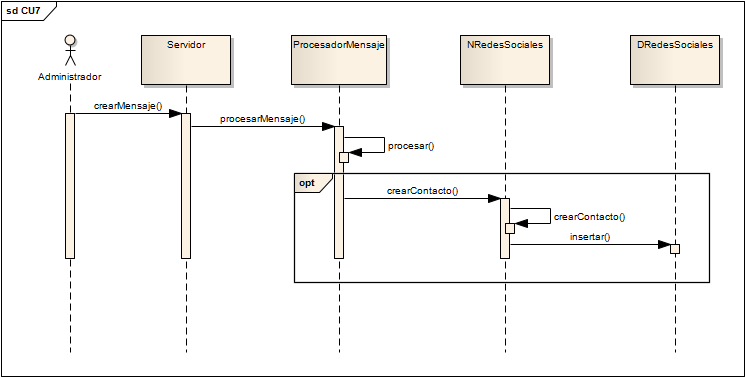 sd CU7
Servidor
ProcesadorMensaje
NRedesSociales
DRedesSociales
Administrador
crearMensaje()
procesarMensaje()
procesar()
opt
crearContacto()
crearContacto()
insertar()